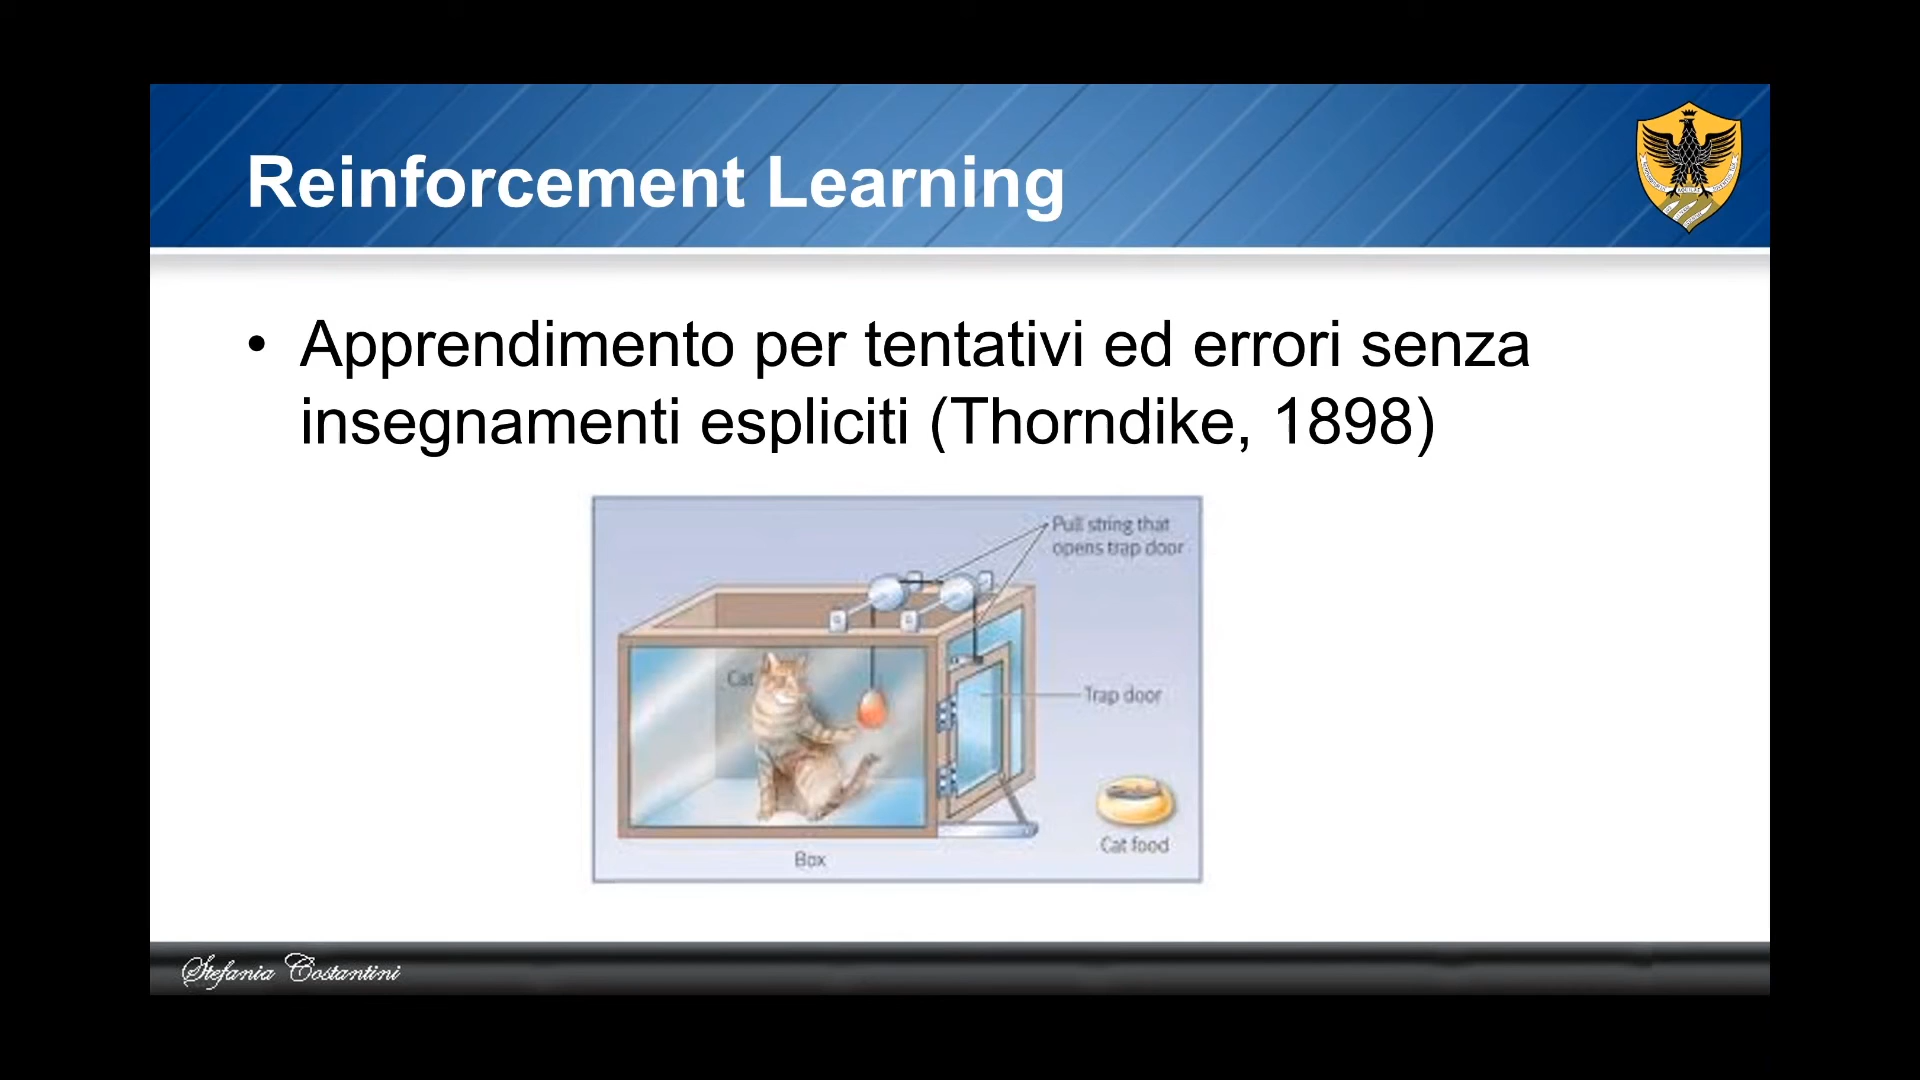 Reinforcement Learning
• Apprendimento per tentativi ed errori senza
insegnamenti espliciti (Thorndike, 1898)
Pull string that
opens trap door
Cat
Trap door
Cat food
Box
Stefania Costantini